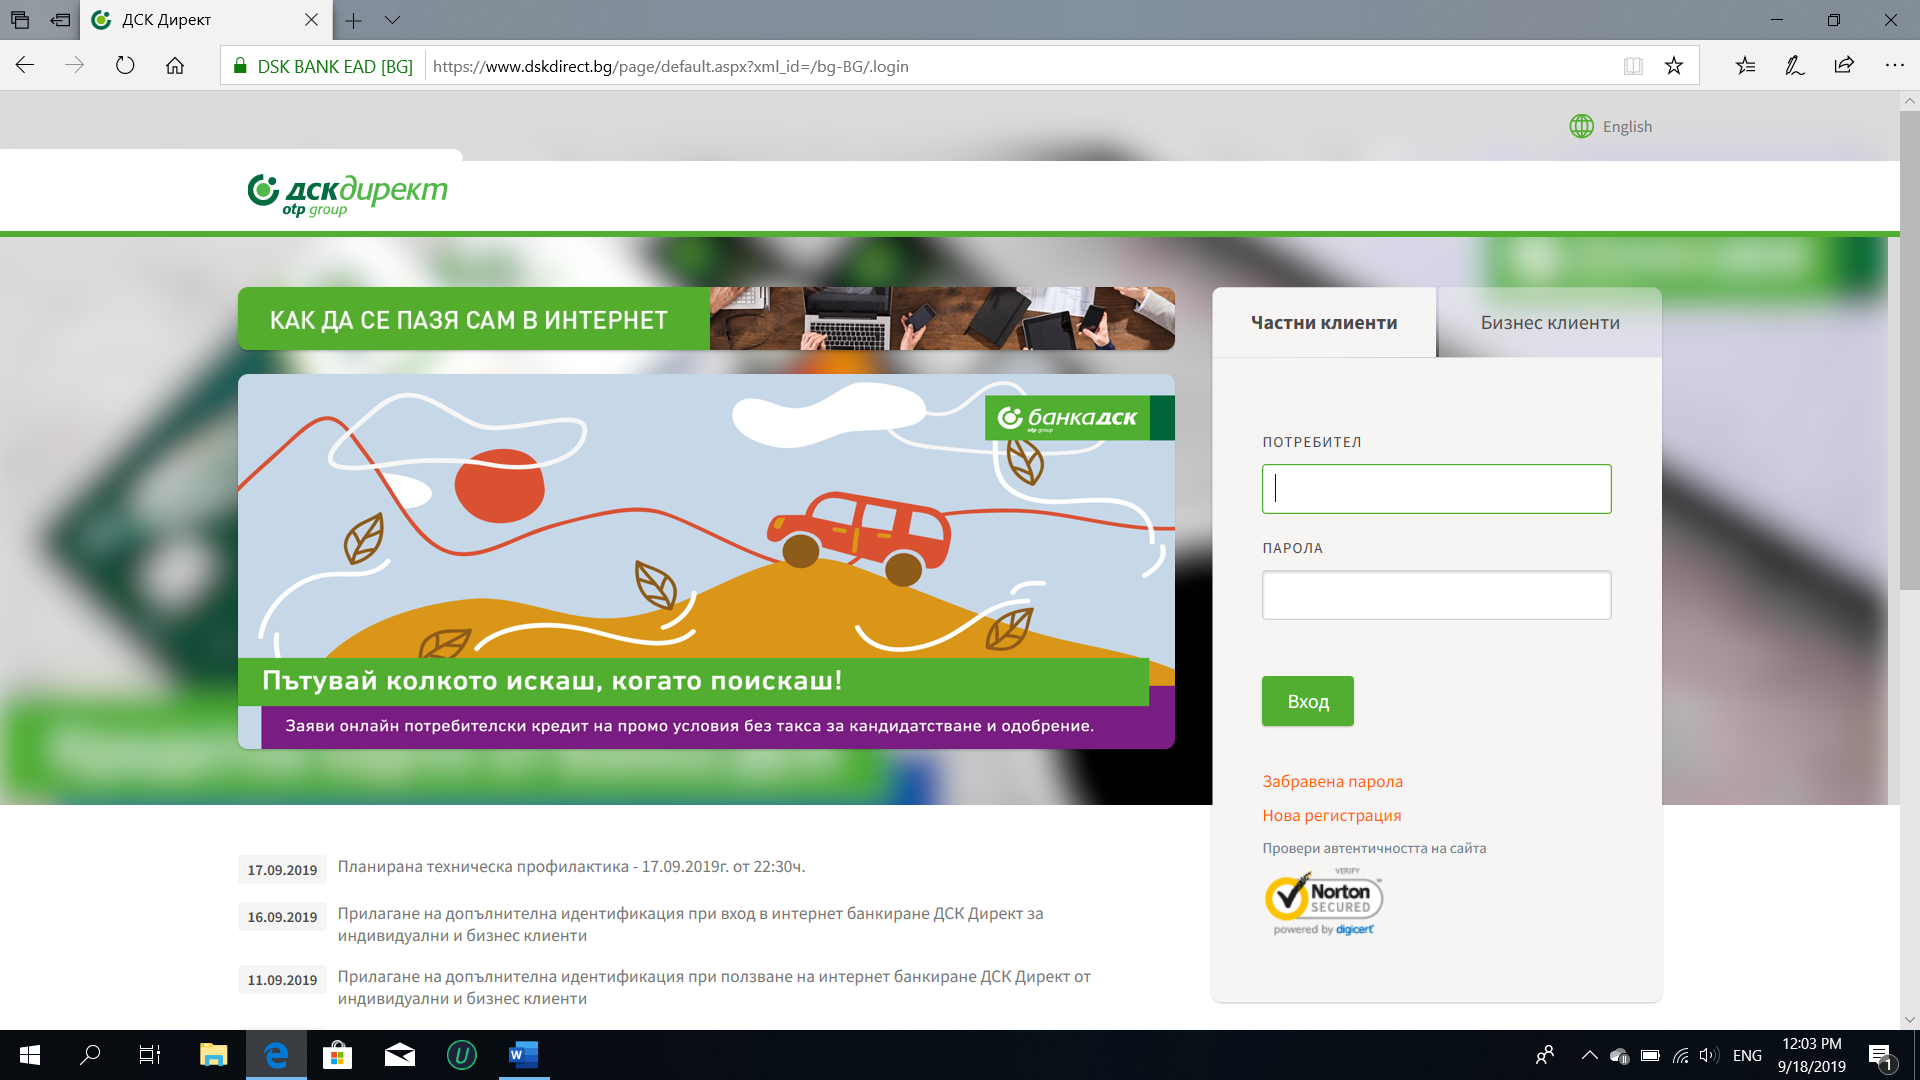 ДСК Директ
DSK BANK EAD [BG]
https://www.dskdirect.bg/page/default.aspx?xml_id=/bg-BG/.login
English
дскдирект
otp group
КАК ДА СЕ ПАЗЯ САМ В ИНТЕРНЕТ
банкадск
otp group
Пътувай колкото искаш, когато поискаш!
Заяви онлайн потребителски кредит на промо условия без такса за кандидатстване и одобрение.
Частни клиенти
Бизнес клиенти
ПОТРЕБИТЕЛ
ПАРОЛА
Вход
Забравена парола
Нова регистрация
Провери автентичността на сайта
VERIFY
Norton
SECURED
powered by digicert
17.09.2019
Планирана техническа профилактика - 17.09.2019г. от 22:30ч.
16.09.2019
Прилагане на допълнителна идентификация при вход в интернет банкиране ДСК Директ за
индивидуални и бизнес клиенти
11.09.2019
Прилагане на допълнителна идентификация при ползване на интернет банкиране ДСК Директ от
индивидуални и бизнес клиенти
ENG
12:03 PM
9/18/2019
1